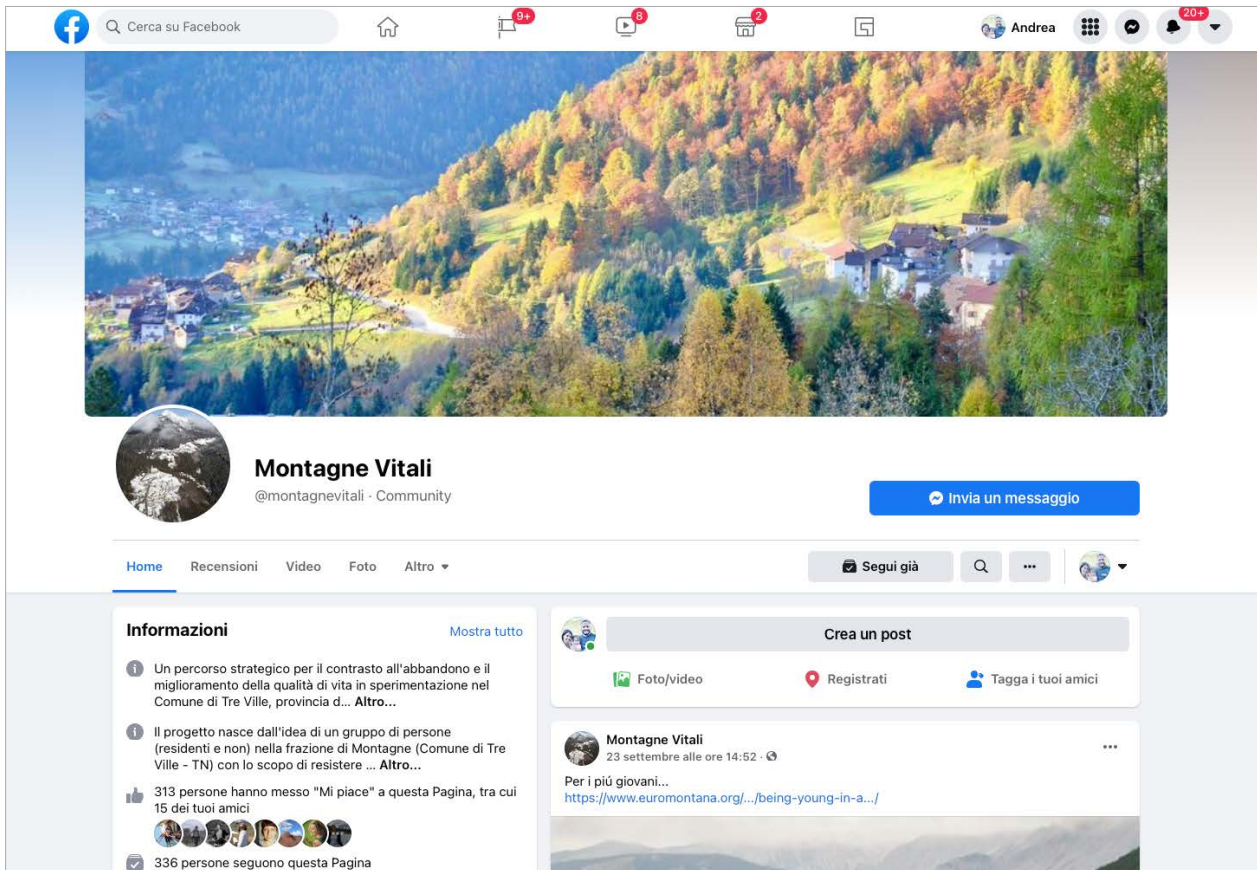 Cerca su Facebook
9+
8
2
Andrea
20+
Montagne Vitali
@montagnevitali · Community
Invia un messaggio
Home
Recensioni
Video
Foto
Altro
Segui già
Informazioni
Mostra tutto
Un percorso strategico per il contrasto all'abbandono e il
miglioramento della qualità di vita in sperimentazione nel
Comune di Tre Ville, provincia d... Altro...
Il progetto nasce dall'idea di un gruppo di persone
(residenti e non) nella frazione di Montagne (Comune di Tre
Ville - TN) con lo scopo di resistere ... Altro...
313 persone hanno messo "Mi piace" a questa Pagina, tra cui
15 dei tuoi amici
336 persone seguono questa Pagina
Crea un post
Foto/video
Registrati
Tagga i tuoi amici
Montagne Vitali
23 settembre alle ore 14:52 ·
Per i piú giovani...
https://www.euromontana.org/.../being-young-in-a.../